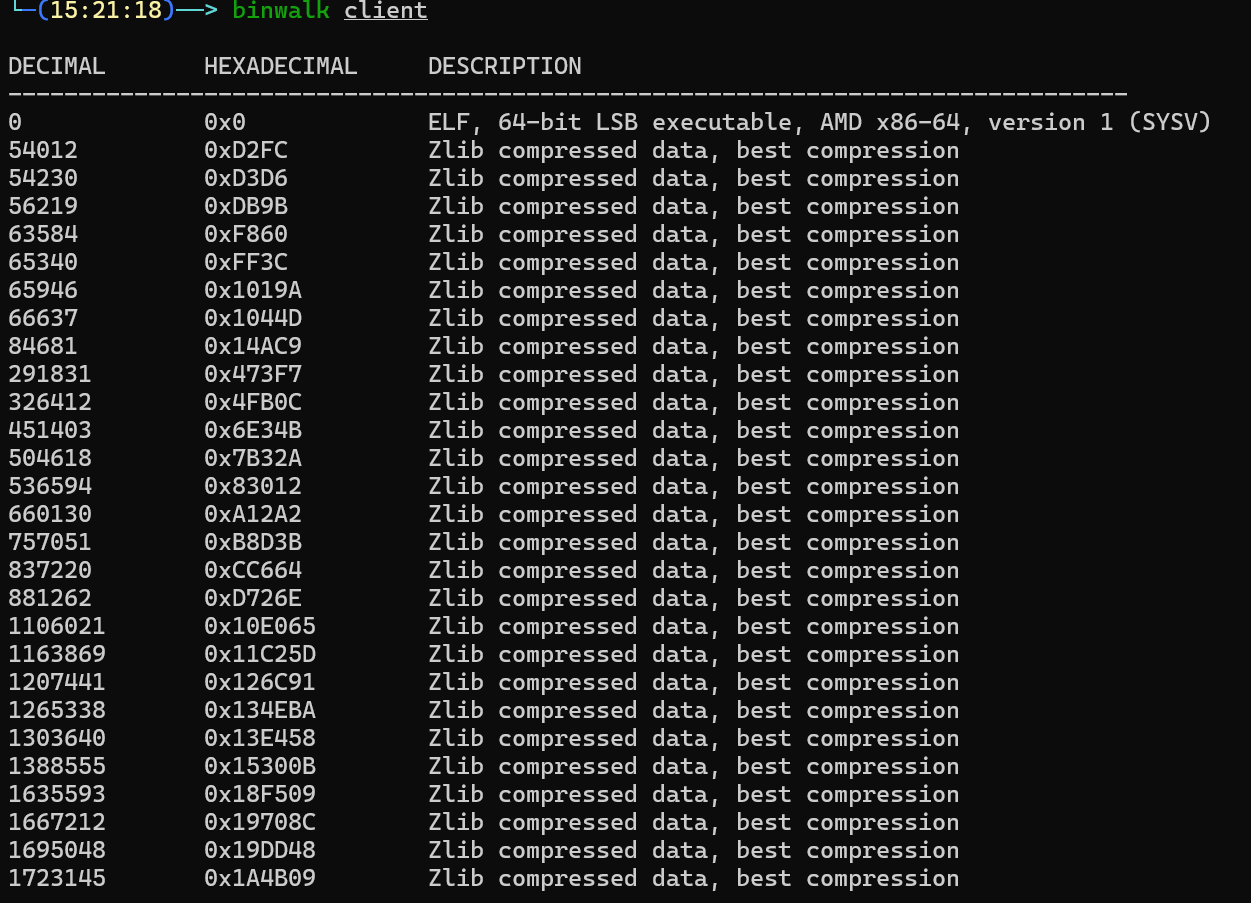 └─(15:21:18)──> binwalk client
DECIMAL       HEXADECIMAL     DESCRIPTION
--------------------------------------------------------------------------------
0             0x0             ELF, 64-bit LSB executable, AMD x86-64, version 1 (SYSV)
54012         0xD2FC          Zlib compressed data, best compression
54230         0xD3D6          Zlib compressed data, best compression
56219         0xDB9B          Zlib compressed data, best compression
63584         0xF860          Zlib compressed data, best compression
65340         0xFF3C          Zlib compressed data, best compression
65946         0x1019A         Zlib compressed data, best compression
66637         0x1044D         Zlib compressed data, best compression
84681         0x14AC9         Zlib compressed data, best compression
291831        0x473F7         Zlib compressed data, best compression
326412        0x4FB0C         Zlib compressed data, best compression
451403        0x6E34B         Zlib compressed data, best compression
504618        0x7B32A         Zlib compressed data, best compression
536594        0x83012         Zlib compressed data, best compression
660130        0xA12A2         Zlib compressed data, best compression
757051        0xB8D3B         Zlib compressed data, best compression
837220        0xCC664         Zlib compressed data, best compression
881262        0xD726E         Zlib compressed data, best compression
1106021       0x10E065        Zlib compressed data, best compression
1163869       0x11C25D        Zlib compressed data, best compression
1207441       0x126C91        Zlib compressed data, best compression
1265338       0x134EBA        Zlib compressed data, best compression
1303640       0x13E458        Zlib compressed data, best compression
1388555       0x15300B        Zlib compressed data, best compression
1635593       0x18F509        Zlib compressed data, best compression
1667212       0x19708C        Zlib compressed data, best compression
1695048       0x19DD48        Zlib compressed data, best compression
1723145       0x1A4B09        Zlib compressed data, best compression